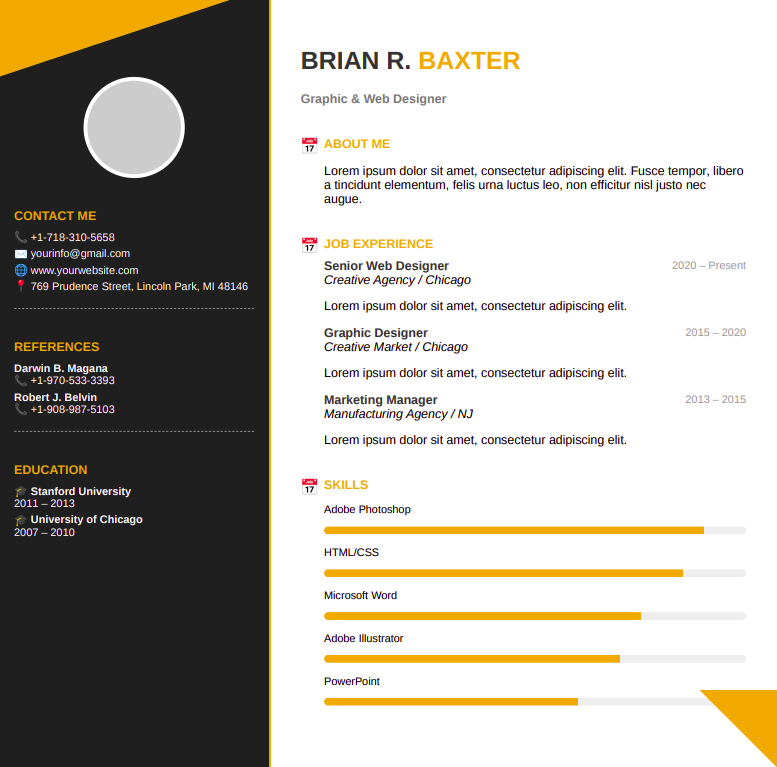 BRIAN R. BAXTER
Graphic & Web Designer
CONTACT ME
+1-718-310-5658
yourinfo@gmail.com
www.yourwebsite.com
769 Prudence Street, Lincoln Park, MI 48146
REFERENCES
Darwin B. Magana
+1-970-533-3393
Robert J. Belvin
+1-908-987-5103
EDUCATION
Stanford University
2011 – 2013
University of Chicago
2007 – 2010
ABOUT ME
Lorem ipsum dolor sit amet, consectetur adipiscing elit. Fusce tempor, libero
a tincidunt elementum, felis urna luctus leo, non efficitur nisl justo nec
augue.
JOB EXPERIENCE
Senior Web Designer 2020 – Present
Creative Agency / Chicago
Lorem ipsum dolor sit amet, consectetur adipiscing elit.
Graphic Designer 2015 – 2020
Creative Market / Chicago
Lorem ipsum dolor sit amet, consectetur adipiscing elit.
Marketing Manager 2013 – 2015
Manufacturing Agency / NJ
Lorem ipsum dolor sit amet, consectetur adipiscing elit.
SKILLS
Adobe Photoshop
HTML/CSS
Microsoft Word
Adobe Illustrator
PowerPoint